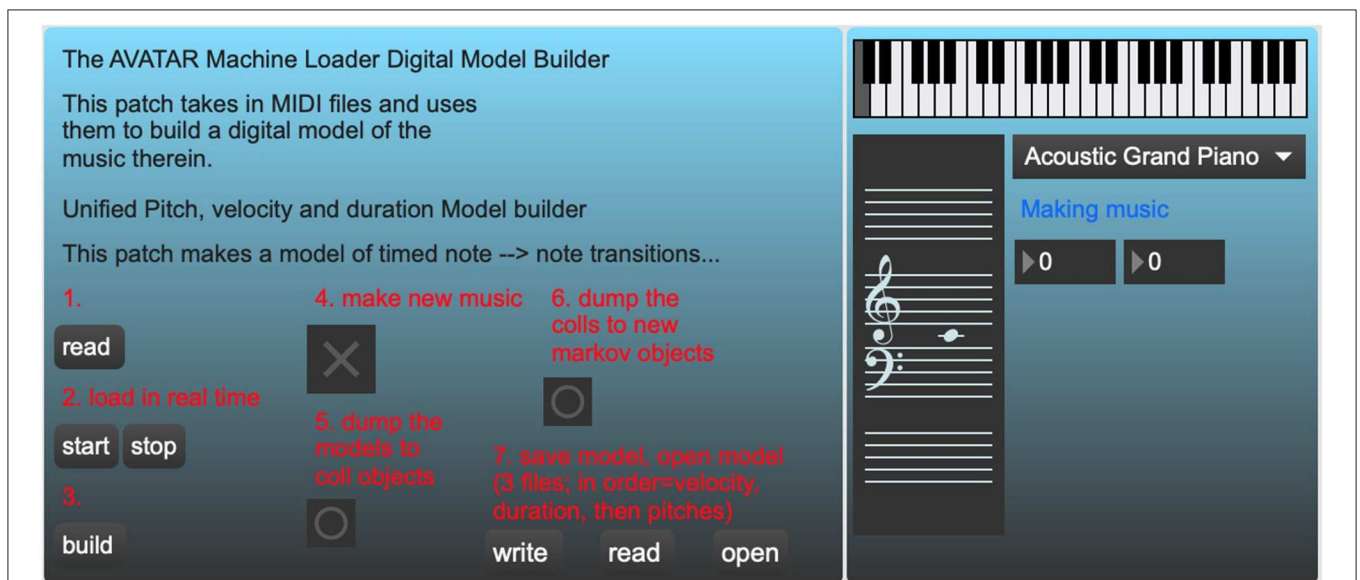 The AVATAR Machine Loader Digital Model Builder
This patch takes in MIDI files and uses
them to build a digital model of the
music therein.
Unified Pitch, velocity and duration Model builder
This patch makes a model of timed note --> note transitions...
1.
read
2. load in real time
start stop
3.
build
4. make new music
5. dump the
models to
coll objects
6. dump the
colls to new
markov objects
7. save model, open model
(3 files; in order=velocity,
duration, then pitches)
write read open
Acoustic Grand Piano
Making music
0 0